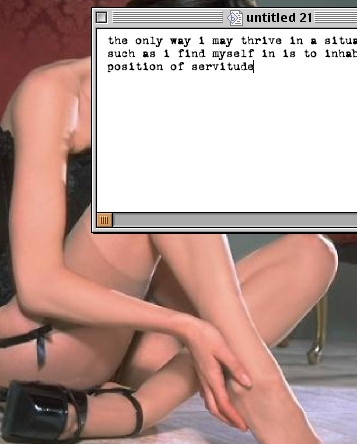 untitled 21
the only way i may thrive in a
such as i find myself in is to
position of servitude